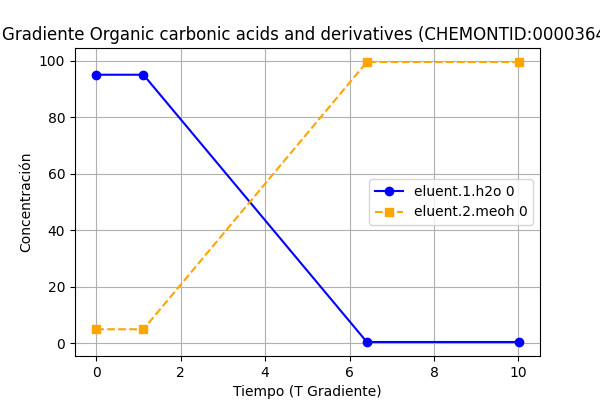 Gradiente Organic carbonic acids and derivatives (CHEMONTID:0000364
100
80
60
40
20
0
Concentración
eluent.1.h2o 0
eluent.2.meoh 0
0 2 4 6 8 10
Tiempo (T Gradiente)